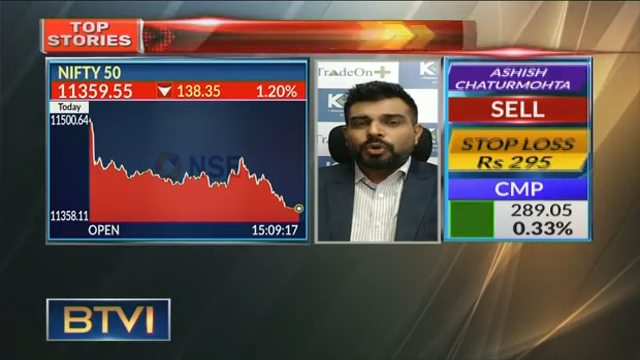 TOP
STORIES
NIFTY 50
11359.55 138.35 1.20%
Today
11500.64
NSE
11358.11
OPEN 15:09:17
TradeOn
K
K
ASHISH
CHATURMOHTA
SELL
STOP LOSS
Rs 295
CMP
289.05
0.33%
BTVI